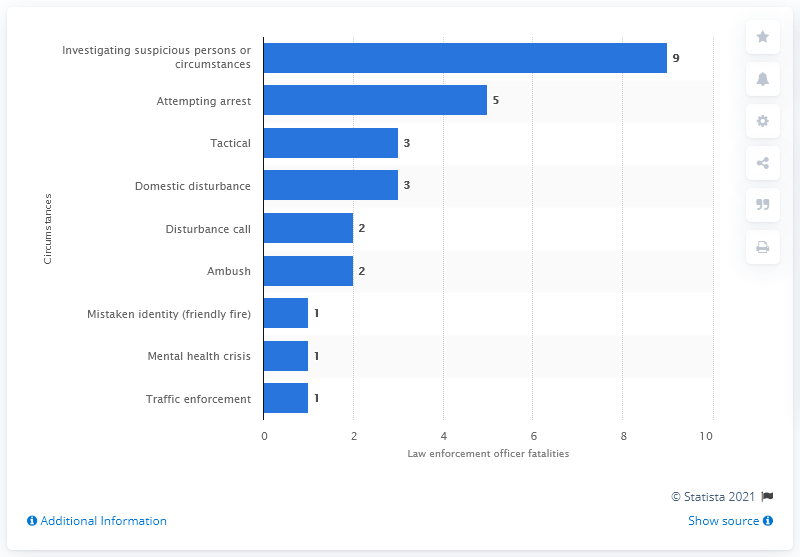 Investigating suspicious persons or
circumstances
9
Attempting arrest
5
Tactical
3
Domestic disturbance
3
Disturbance call
2
Ambush
2
Mistaken identity (friendly fire)
1
Mental health crisis
1
Traffic enforcement
1
Circumstances
0 2 4 6 8 10
Law enforcement officer fatalities
© Statista 2021
Additional Information
Show source